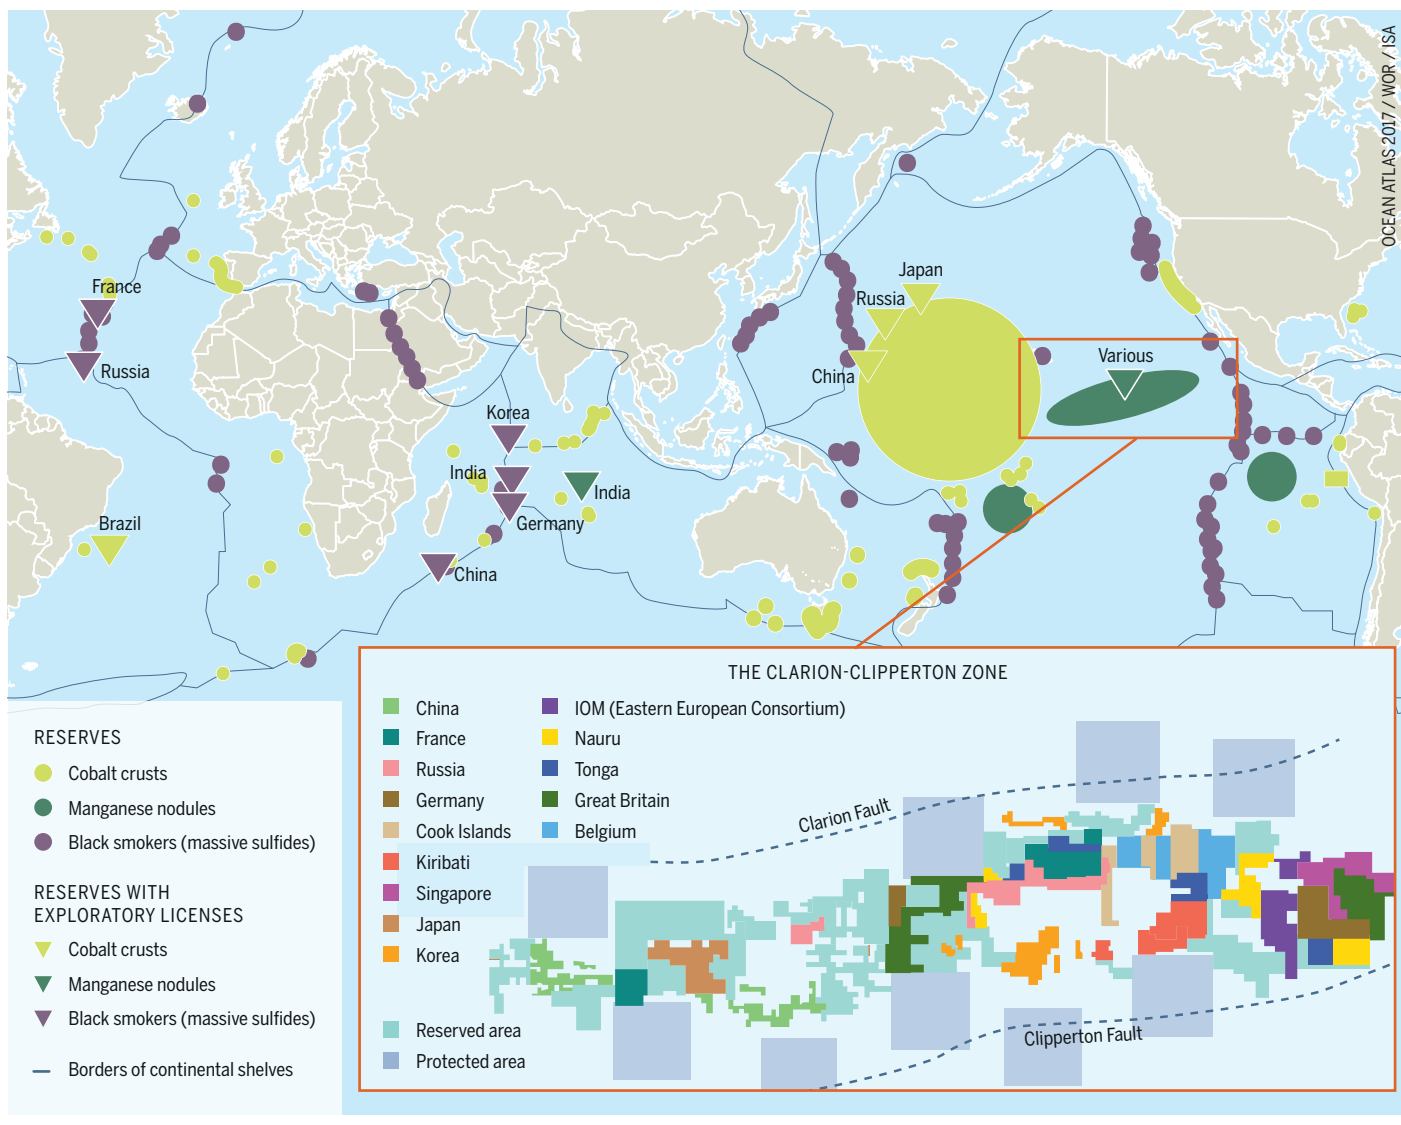 OCEAN ATLAS 2017 / WOR / ISA
Japan
France
Russia
Various
Russia
China
Korea
India
India
Brazil
Germany
China
THE CLARION-CLIPPERTON ZONE
China
France
Russia
Germany
Cook Islands
Kiribati
Singapore
Japan
Korea
IOM (Eastern European Consortium)
Nauru
Tonga
Great Britain
Belgium
Reserved area
Protected area
Clarion Fault
Clipperton Fault
RESERVES
Cobalt crusts
Manganese nodules
Black smokers (massive sulfides)
RESERVES WITH
EXPLORATORY LICENSES
Cobalt crusts
Manganese nodules
Black smokers (massive sulfides)
Borders of continental shelves